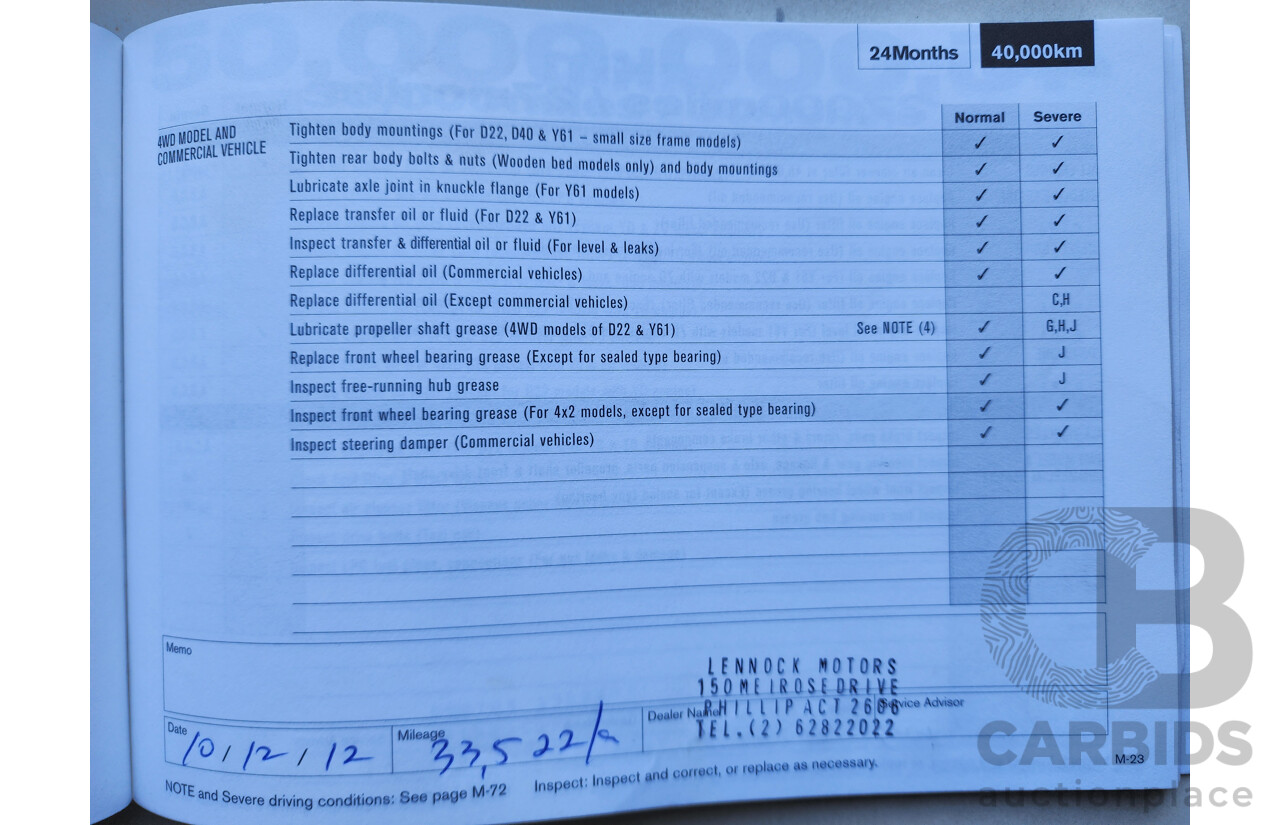 24Months 40,000km
Normal Severe
4WD MODEL AND
COMMERCIAL VEHICLE
Tighten body mountings (For D22, D40 & Y61 – small size frame models) ✓ ✓
Tighten rear body bolts & nuts (Wooden bed models only) and body mountings ✓ ✓
Lubricate axle joint in knuckle flange (For Y61 models) ✓ ✓
Replace transfer oil or fluid (For D22 & Y61) ✓ ✓
Inspect transfer & differential oil or fluid (For level & leaks) ✓ ✓
Replace differential oil (Commercial vehicles) ✓ ✓
Replace differential oil (Except commercial vehicles) C,H
Lubricate propeller shaft grease (4WD models of D22 & Y61) See NOTE (4) ✓ G,H,J
Replace front wheel bearing grease (Except for sealed type bearing) ✓ J
Inspect free-running hub grease ✓ J
Inspect front wheel bearing grease (For 4x2 models, except for sealed type bearing) ✓ ✓
Inspect steering damper (Commercial vehicles) ✓ ✓
Memo
LENNOCK MOTORS
150 MEIROSE DRIVE
PHILLIP ACT 2606
TEL.(2) 62822022
Date 10/12/12
Mileage 33,522
Dealer Name
Service Advisor
NOTE and Severe driving conditions: See page M-72 Inspect: Inspect and correct, or replace as necessary.
M-23
CARBIDS
auctionplace